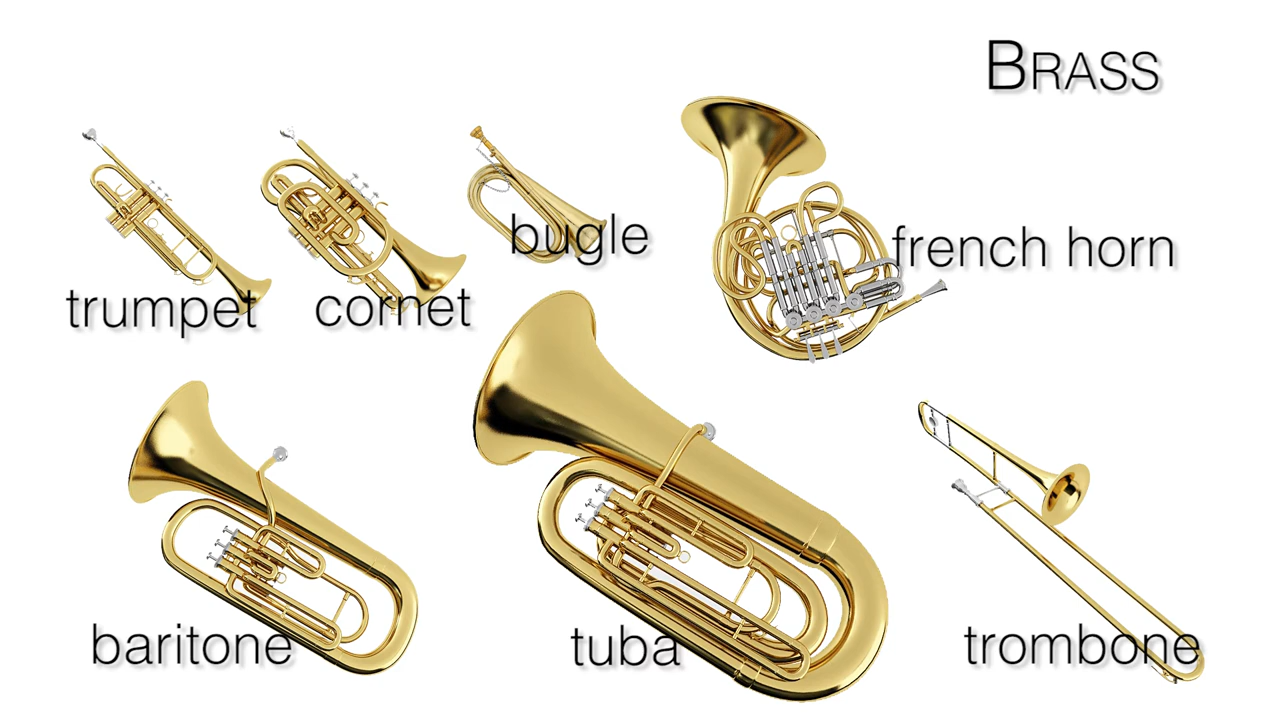 BRASS
bugle
french horn
trumpet
cornet
baritone
tuba
trombone